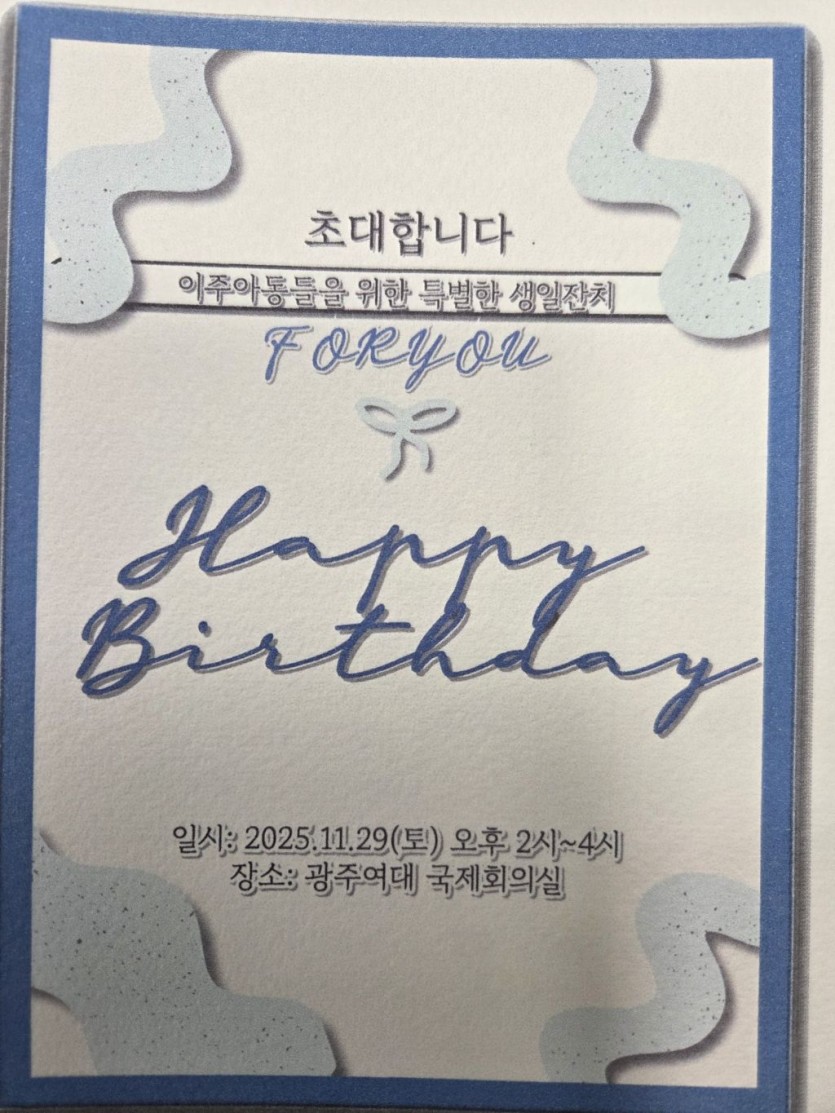 초대합니다
이주아동들을 위한 특별한 생일잔치
FORYOU
Happy
Birthday
일시: 2025.11.29(토) 오후 2시~4시
장소: 광주여대 국제회의실